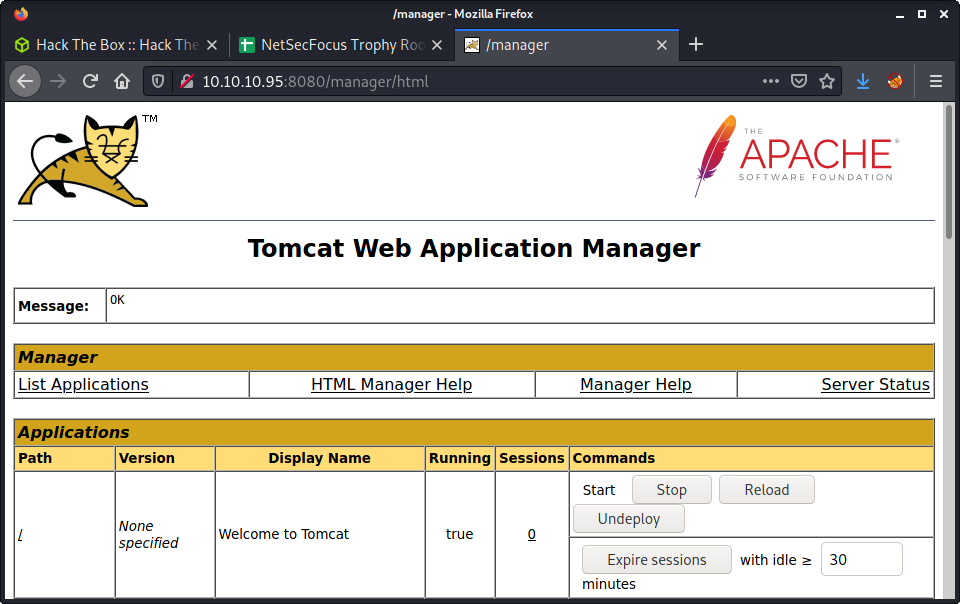 /manager - Mozilla Firefox
Hack The Box :: Hack The
NetSecFocus Trophy Roo
/manager
10.10.10.95:8080/manager/html
TM
THE
APACHE®
SOFTWARE FOUNDATION
Tomcat Web Application Manager
Message: OK
Manager
List Applications HTML Manager Help Manager Help Server Status
Applications
Path Version Display Name Running Sessions Commands
/ None specified Welcome to Tomcat true 0 Start Stop Reload
Undeploy
Expire sessions with idle ≥ 30
minutes